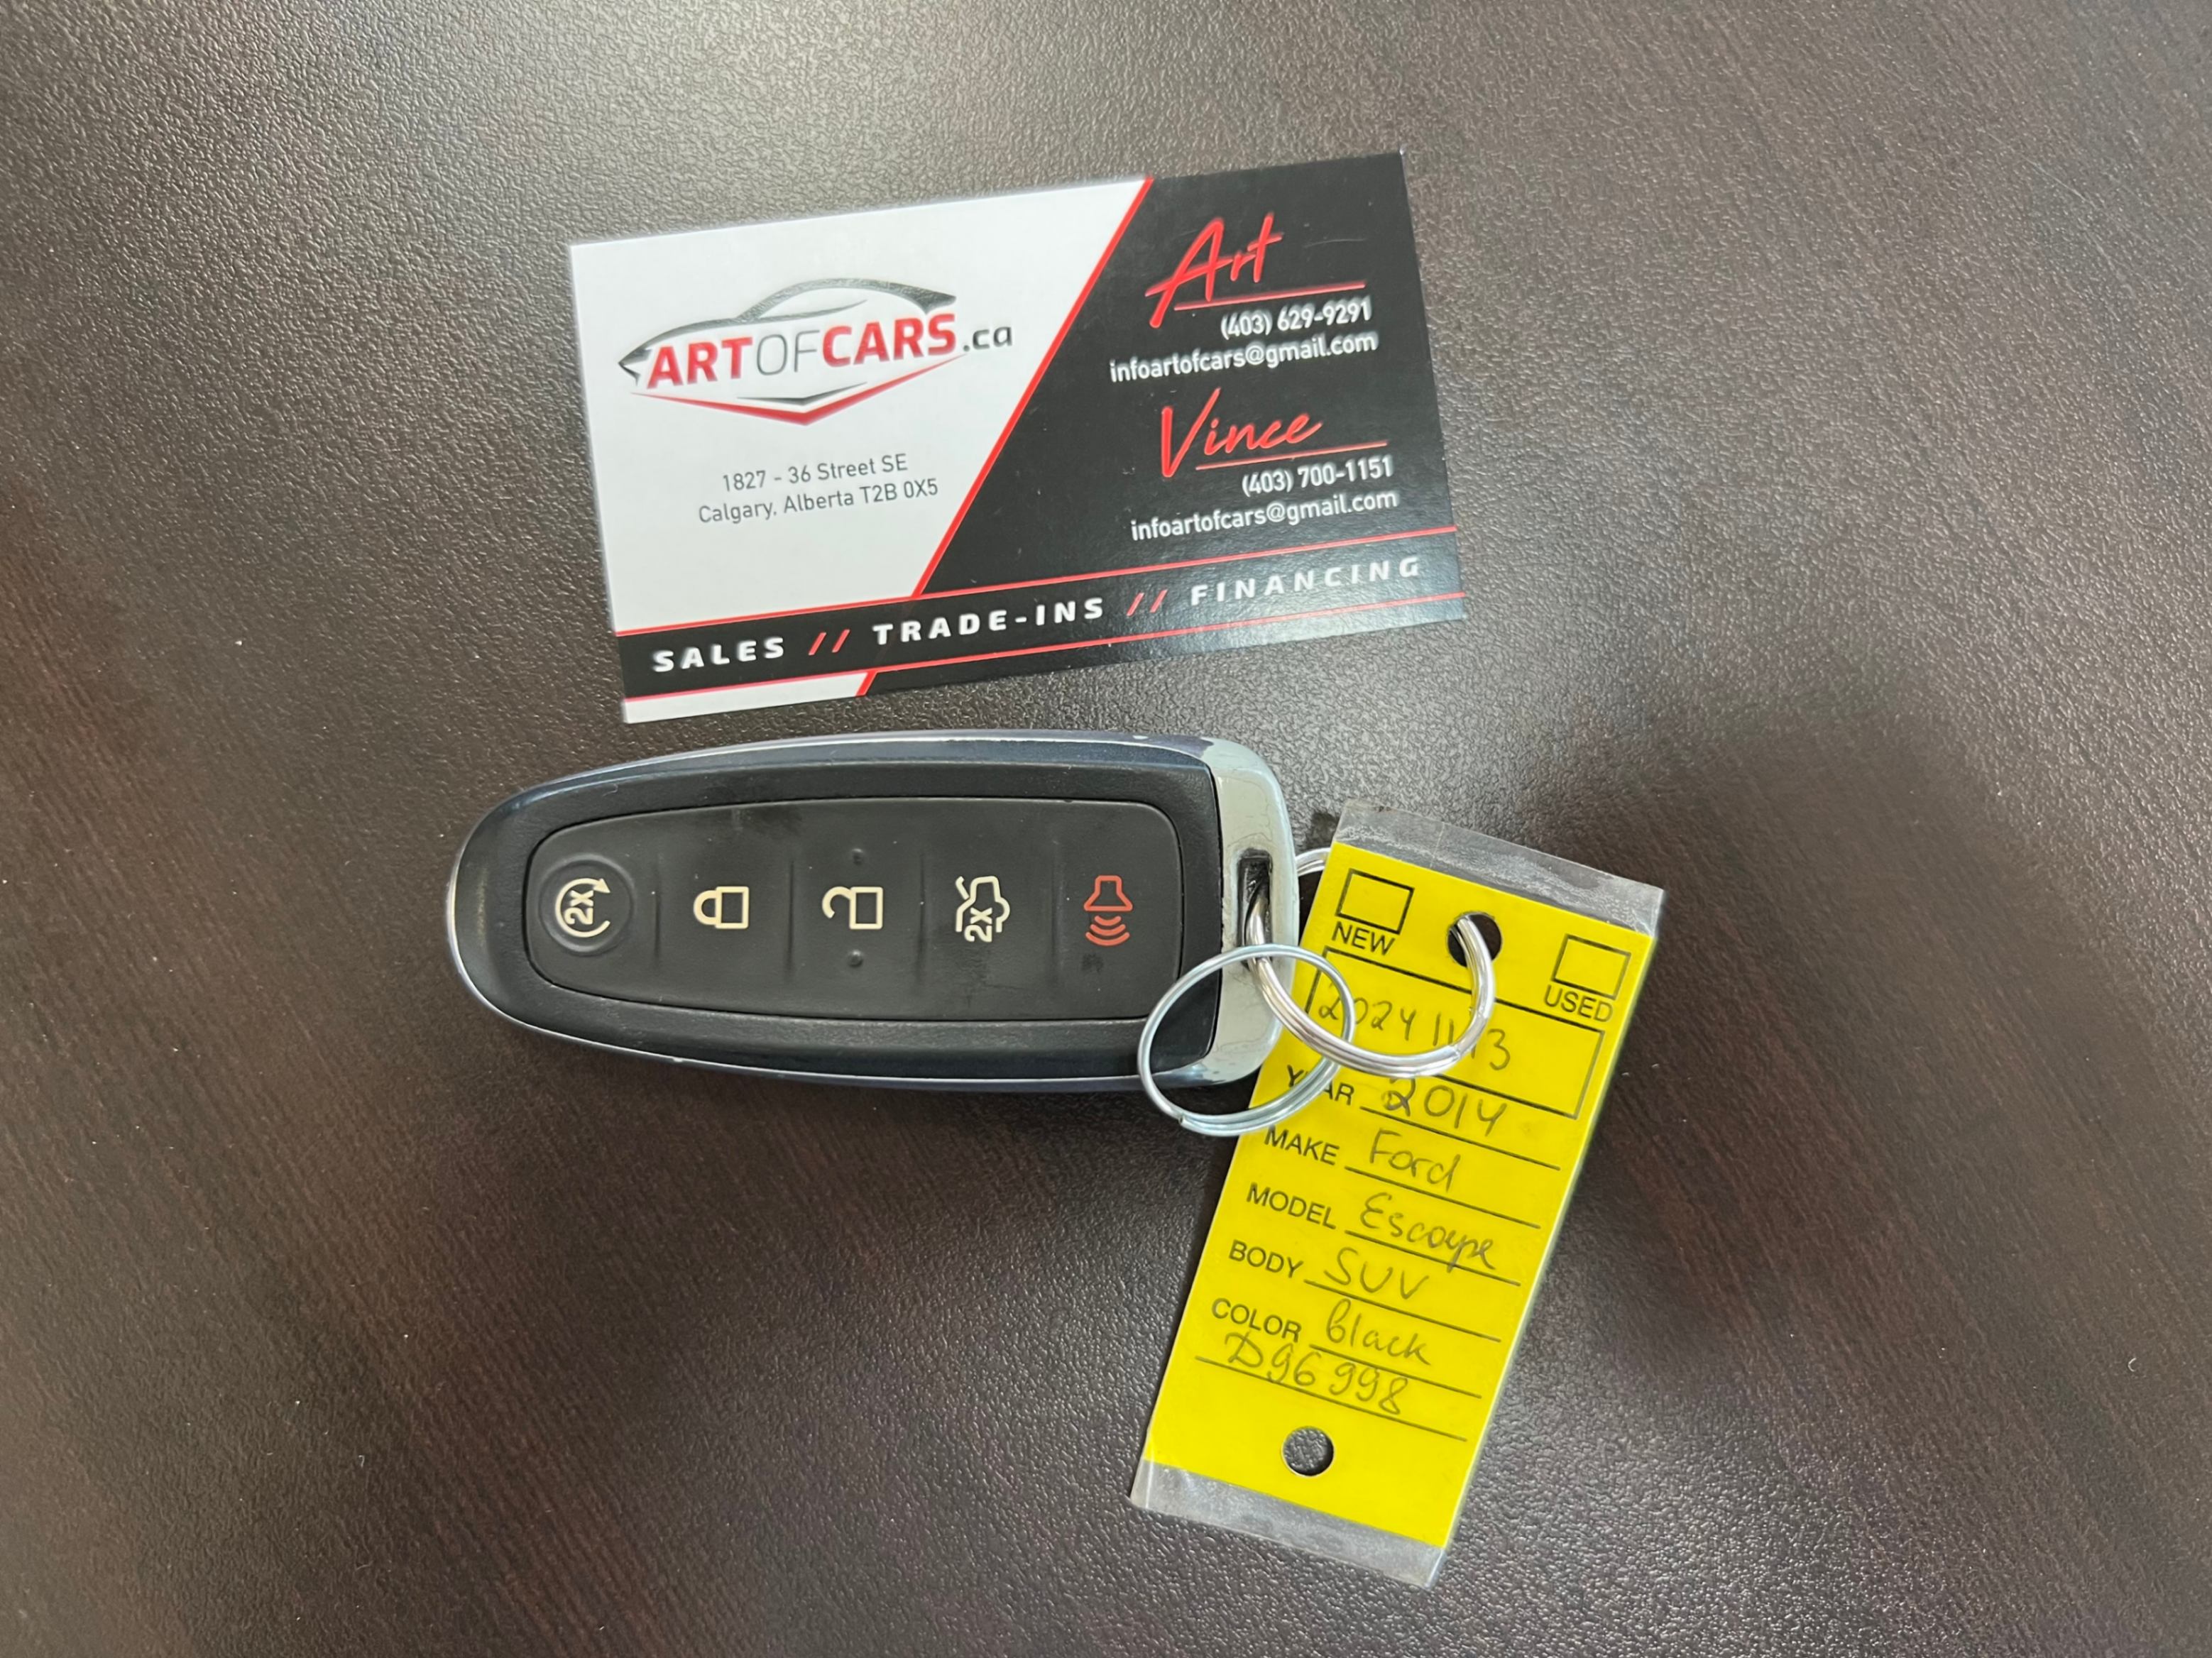 ARTOFCARS.ca
1827 - 36 Street SE
Calgary, Alberta T2B 0X5
Art
(403) 629-9291
infoartofcars@gmail.com
Vince
(403) 700-1151
infoartofcars@gmail.com
SALES // TRADE-INS // FINANCING
2X
2X
NEW
USED
2024
YEAR 2014
MAKE Ford
MODEL Escape
BODY SUV
COLOR black
D96998